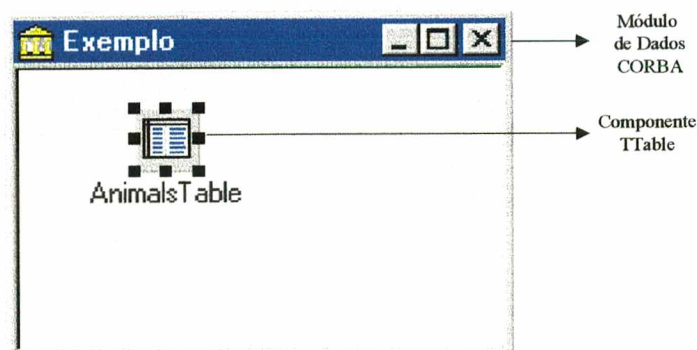 Exemplo
Módulo
de Dados
CORBA
Componente
TTable
AnimalsTable